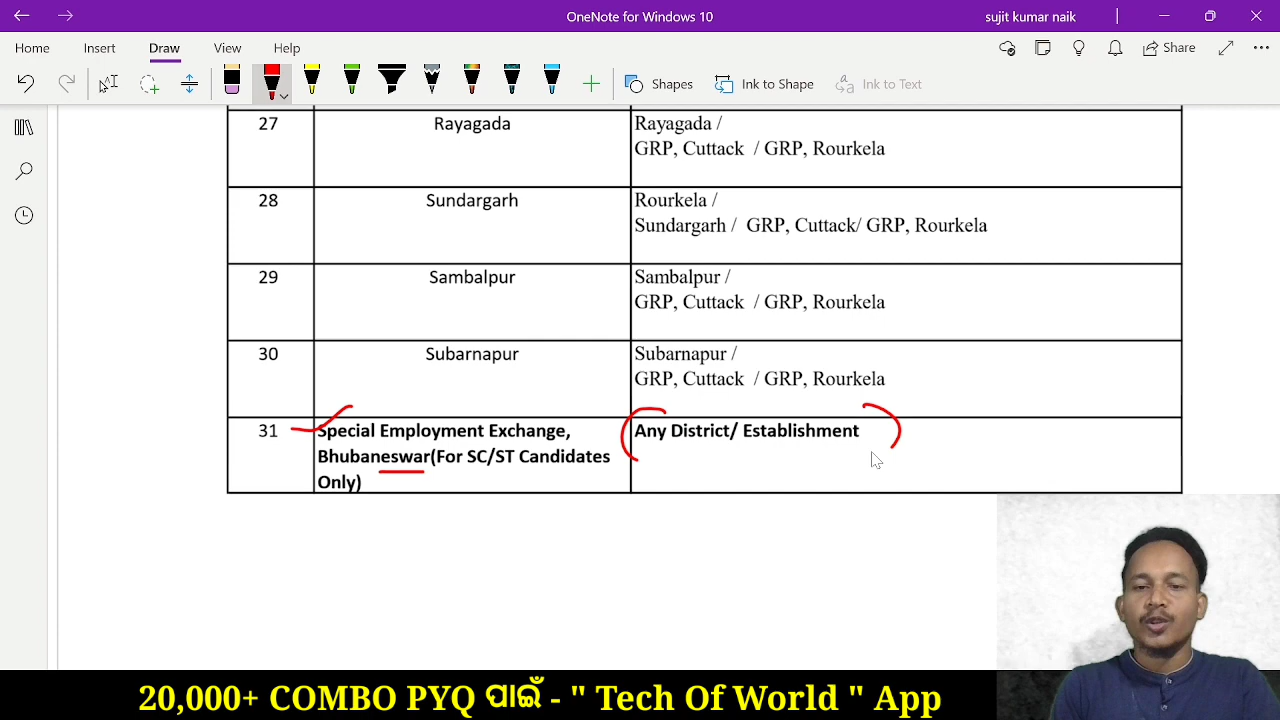 OneNote for Windows 10
sujit kumar naik
Home Insert Draw View Help
Share
Shapes
Ink to Shape
Ink to Text
27 Rayagada Rayagada /
GRP, Cuttack / GRP, Rourkela
28 Sundargarh Rourkela /
Sundargarh / GRP, Cuttack/ GRP, Rourkela
29 Sambalpur Sambalpur /
GRP, Cuttack / GRP, Rourkela
30 Subarnapur Subarnapur /
GRP, Cuttack / GRP, Rourkela
31 Special Employment Exchange, Any District/ Establishment
Bhubaneswar(For SC/ST Candidates
Only)
20,000+ COMBO PYQ ପାଇଁ - " Tech Of World " App